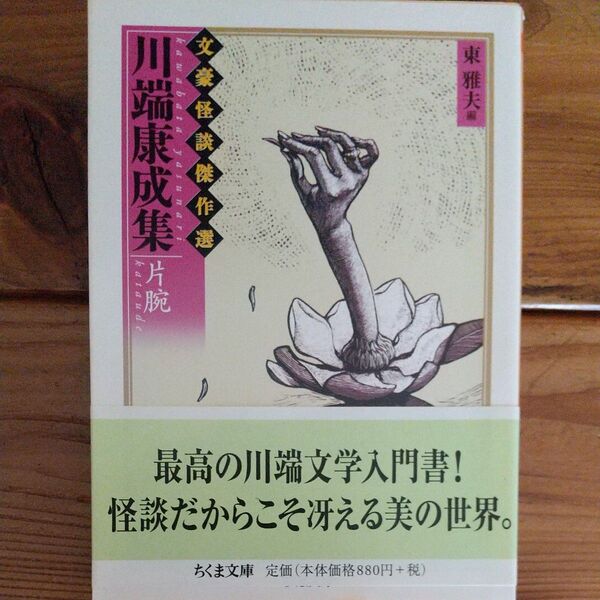 文豪怪談傑作選
川端康成集
kawabata yasunari
片腕
kataude
東 雅夫 編
最高の川端文学入門書!
怪談だからこそ冴える美の世界。
ちくま文庫 定価(本体価格880円+税)